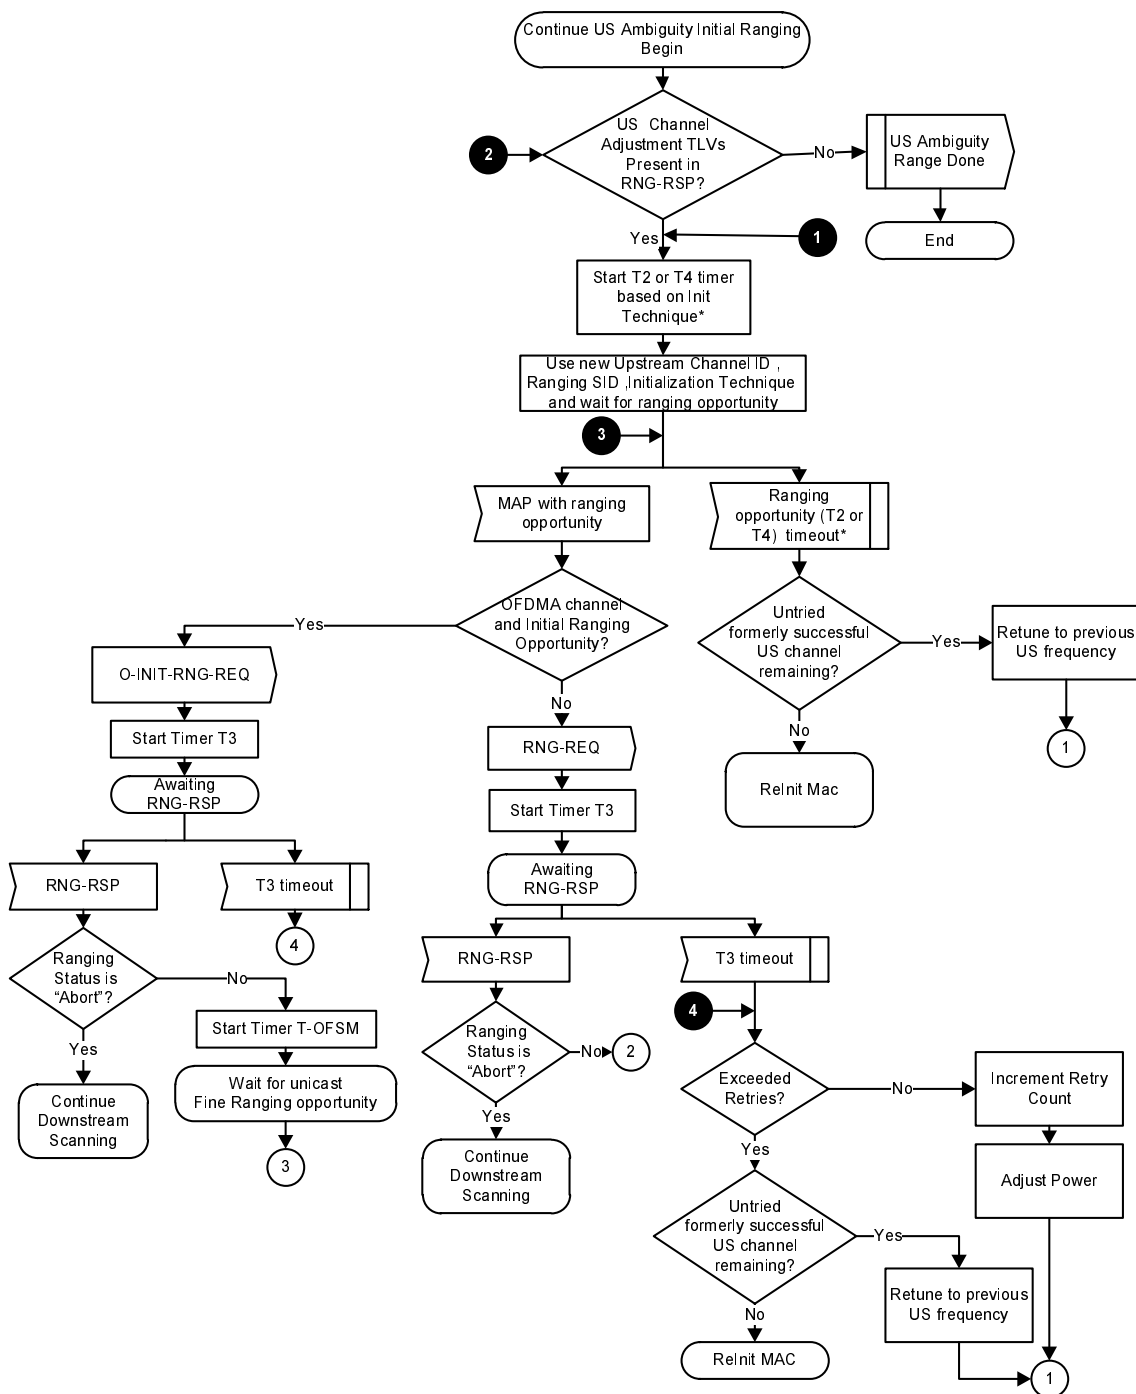 Continue US Ambiguity Initial Ranging
Begin
US Channel
Adjustment TLVs
Present in
RNG-RSP?
2
No
US Ambiguity
Range Done
End
Yes
1
Start T2 or T4 timer
based on Init
Technique*
Use new Upstream Channel ID ,
Ranging SID ,Initialization Technique
and wait for ranging opportunity
3
MAP with ranging
opportunity
Ranging
opportunity (T2 or
T4) timeout*
OFDMA channel
and Initial Ranging
Opportunity?
Yes
No
Untried
formerly successful
US channel
remaining?
Yes
Retune to previous
US frequency
1
No
ReInit Mac
O-INIT-RNG-REQ
Start Timer T3
Awaiting
RNG-RSP
RNG-RSP
T3 timeout
4
Ranging
Status is
“Abort”?
No
Yes
Start Timer T-OFSM
Wait for unicast
Fine Ranging opportunity
3
Continue
Downstream
Scanning
RNG-REQ
Start Timer T3
Awaiting
RNG-RSP
RNG-RSP
T3 timeout
4
Ranging
Status is
“Abort”?
No
2
Yes
Continue
Downstream
Scanning
Exceeded
Retries?
No
Increment Retry
Count
Adjust Power
Yes
Untried
formerly successful
US channel
remaining?
Yes
Retune to previous
US frequency
No
ReInit MAC
1